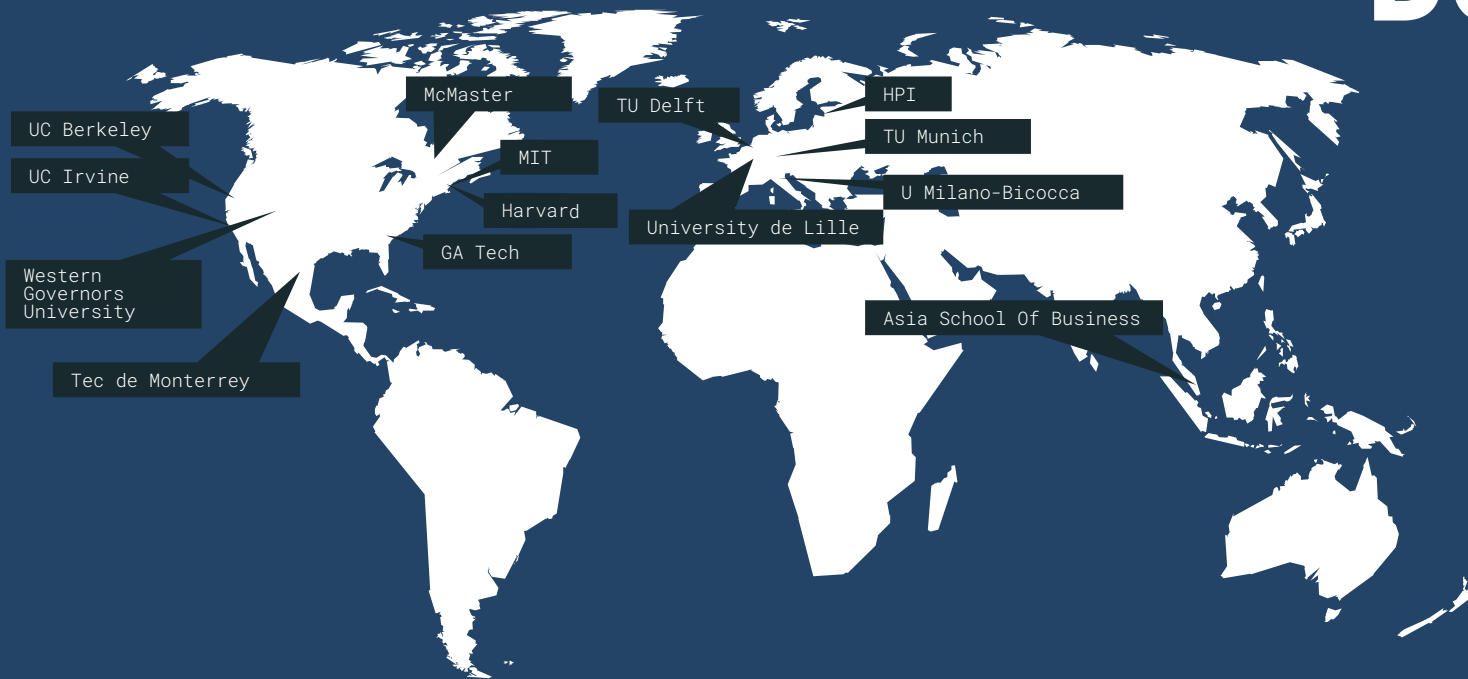 McMaster
TU Delft
HPI
UC Berkeley
TU Munich
MIT
UC Irvine
U Milano-Bicocca
Harvard
University de Lille
GA Tech
Western
Governors
University
Asia School Of Business
Tec de Monterrey